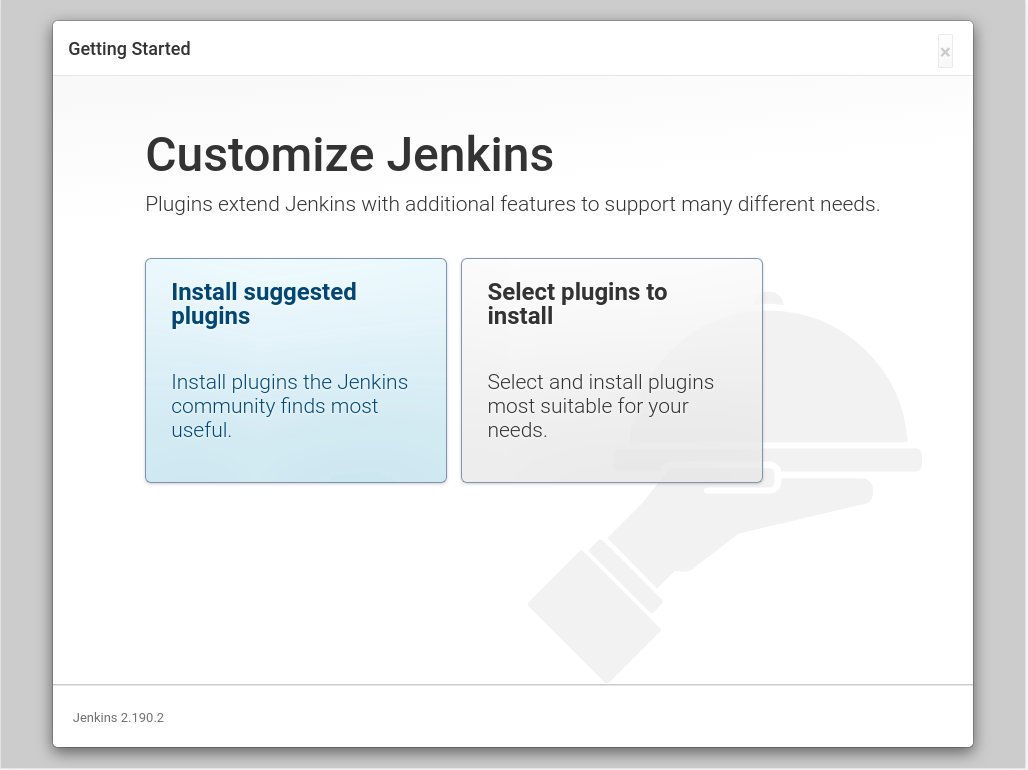 Getting Started
×
Customize Jenkins
Plugins extend Jenkins with additional features to support many different needs.
Install suggested
plugins
Install plugins the Jenkins
community finds most
useful.
Select plugins to
install
Select and install plugins
most suitable for your
needs.
Jenkins 2.190.2